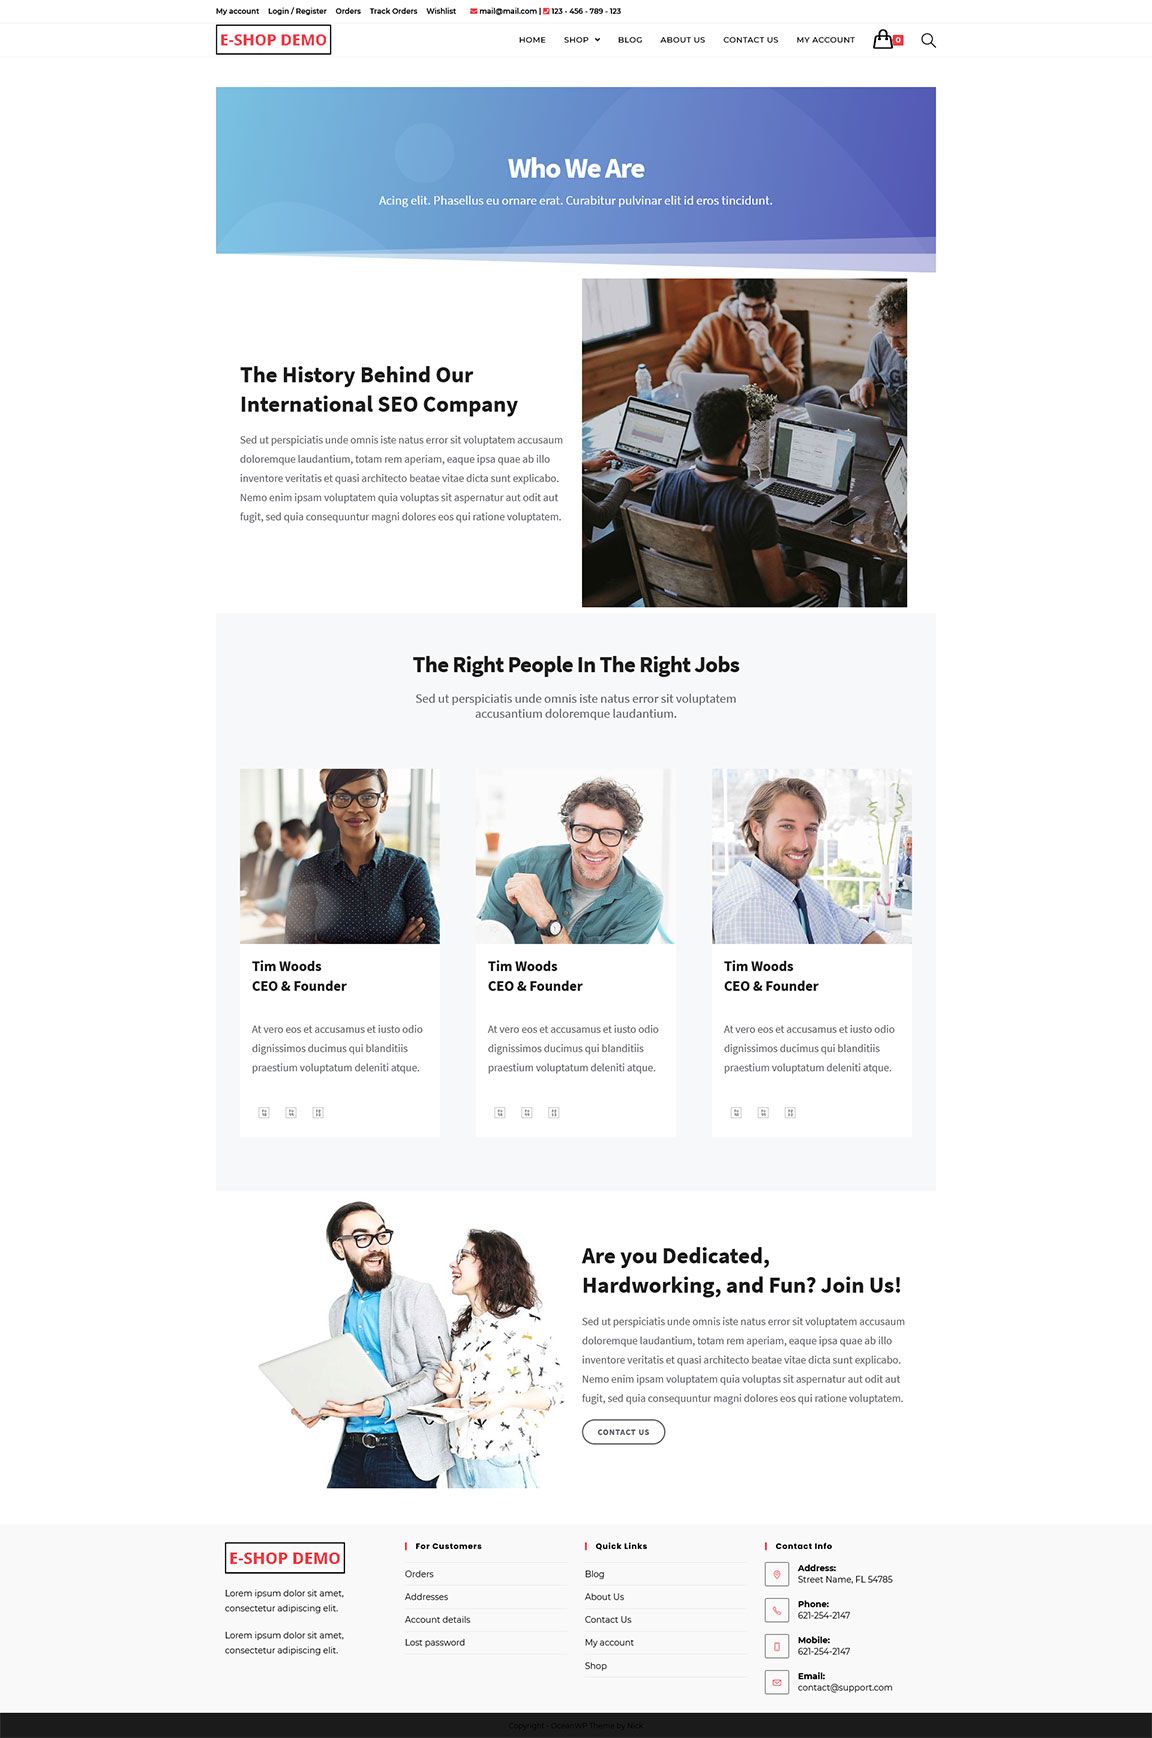 My account Login / Register Orders Track Orders Wishlist mail@mail.com | 123 - 456 - 789 - 123
E-SHOP DEMO HOME SHOP BLOG ABOUT US CONTACT US MY ACCOUNT 0
Who We Are
Acing elit. Phasellus eu ornare erat. Curabitur pulvinar elit id eros tincidunt.
The History Behind Our
International SEO Company
Sed ut perspiciatis unde omnis iste natus error sit voluptatem accusaum
doloremque laudantium, totam rem aperiam, eaque ipsa quae ab illo
inventore veritatis et quasi architecto beatae vitae dicta sunt explicabo.
Nemo enim ipsam voluptatem quia voluptas sit aspernatur aut odit aut
fugit, sed quia consequuntur magni dolores eos qui ratione voluptatem.
The Right People In The Right Jobs
Sed ut perspiciatis unde omnis iste natus error sit voluptatem
accusantium doloremque laudantium.
Tim Woods
CEO & Founder
At vero eos et accusamus et iusto odio
dignissimos ducimus qui blanditiis
praestium voluptatum deleniti atque.
Tim Woods
CEO & Founder
At vero eos et accusamus et iusto odio
dignissimos ducimus qui blanditiis
praestium voluptatum deleniti atque.
Tim Woods
CEO & Founder
At vero eos et accusamus et iusto odio
dignissimos ducimus qui blanditiis
praestium voluptatum deleniti atque.
Are you Dedicated,
Hardworking, and Fun? Join Us!
Sed ut perspiciatis unde omnis iste natus error sit voluptatem accusaum
doloremque laudantium, totam rem aperiam, eaque ipsa quae ab illo
inventore veritatis et quasi architecto beatae vitae dicta sunt explicabo.
Nemo enim ipsam voluptatem quia voluptas sit aspernatur aut odit aut
fugit, sed quia consequuntur magni dolores eos qui ratione voluptatem.
CONTACT US
E-SHOP DEMO
Lorem ipsum dolor sit amet,
consectetur adipiscing elit.
Lorem ipsum dolor sit amet,
consectetur adipiscing elit.
For Customers
Orders
Addresses
Account details
Lost password
Quick Links
Blog
About Us
Contact Us
My account
Shop
Contact Info
Address:
Street Name, FL 54785
Phone:
621-254-2147
Mobile:
621-254-2147
Email:
contact@support.com
Copyright - OceanWP Theme by Nick